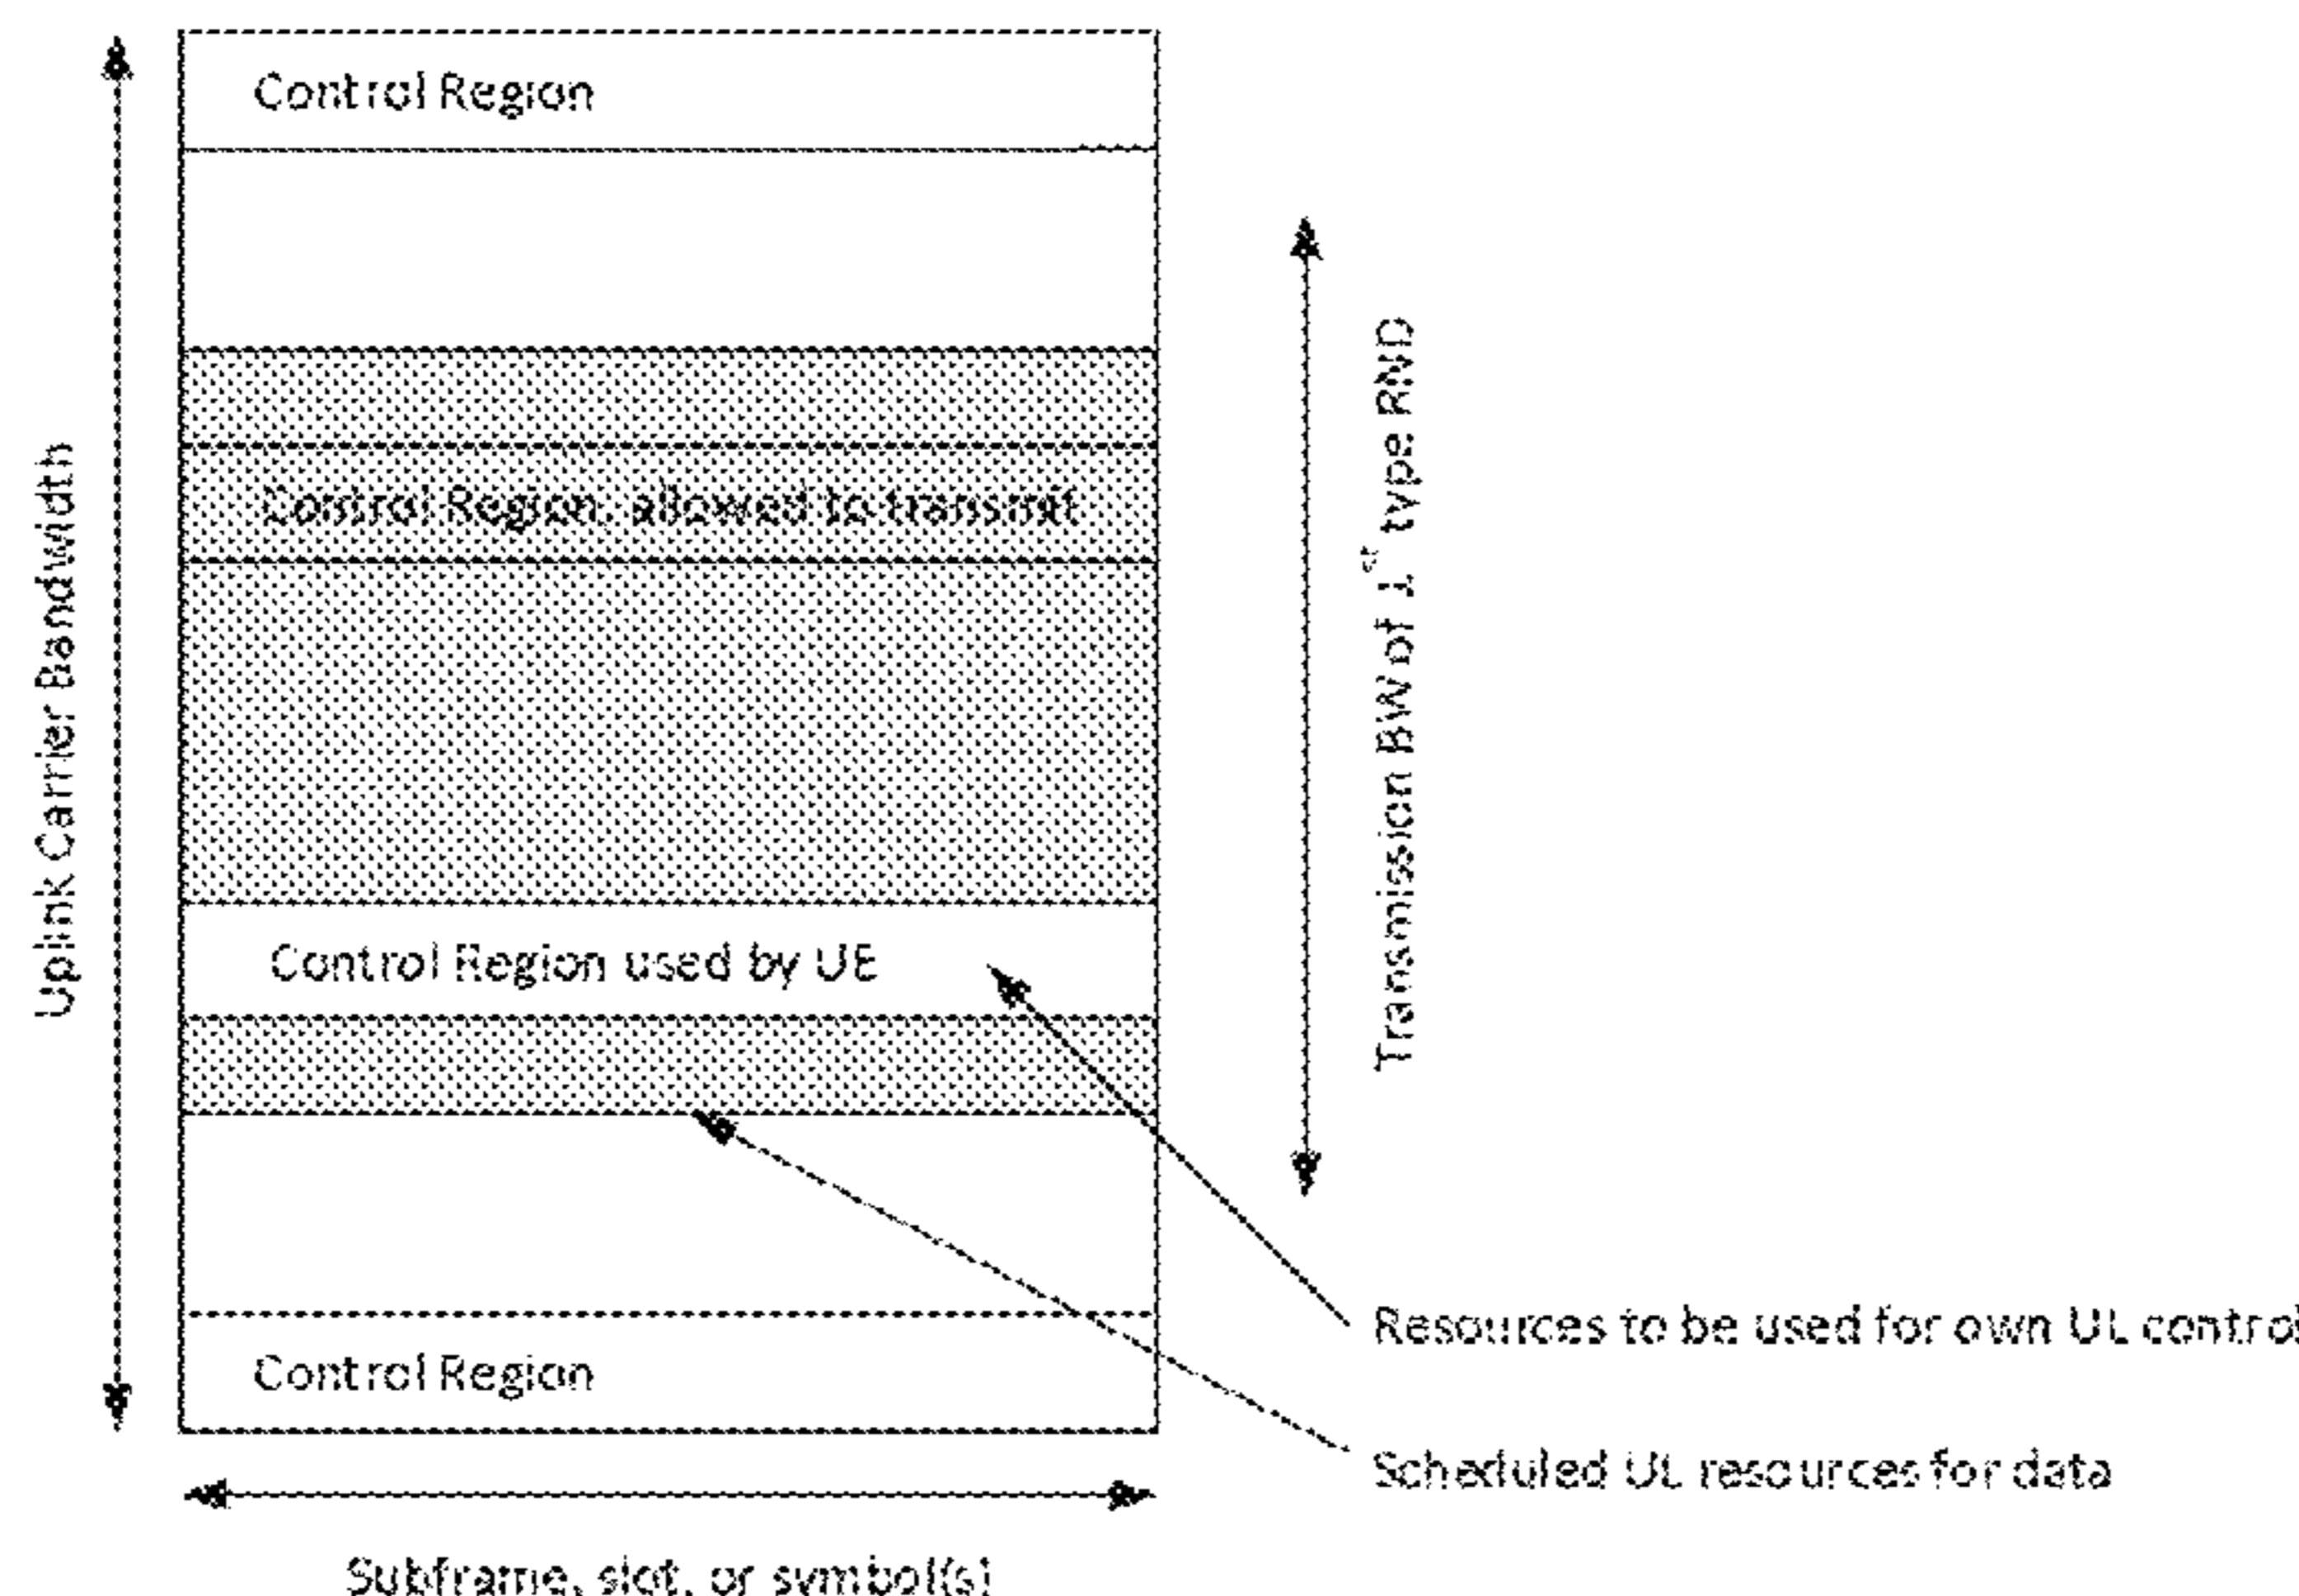 Control Region
Control Region, allowed to transmit
Control Region used by UE
Control Region
Uplink Carrier Bandwidth
Transmission BW of 1st type RND
Resources to be used for own UL control
Scheduled UL resources for data
Subframe, slot, or symbol(s)